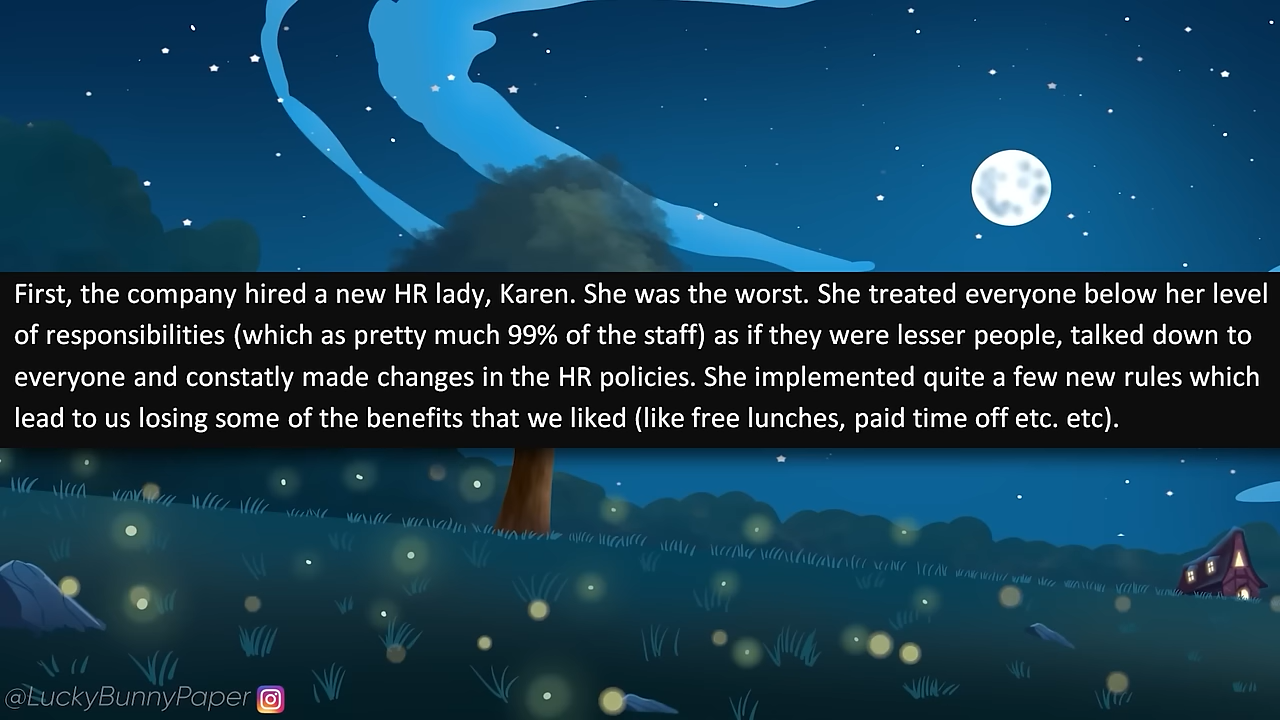 First, the company hired a new HR lady, Karen. She was the worst. She treated everyone below her level
of responsibilities (which as pretty much 99% of the staff) as if they were lesser people, talked down to
everyone and constatly made changes in the HR policies. She implemented quite a few new rules which
lead to us losing some of the benefits that we liked (like free lunches, paid time off etc. etc).
@LuckyBunnyPaper